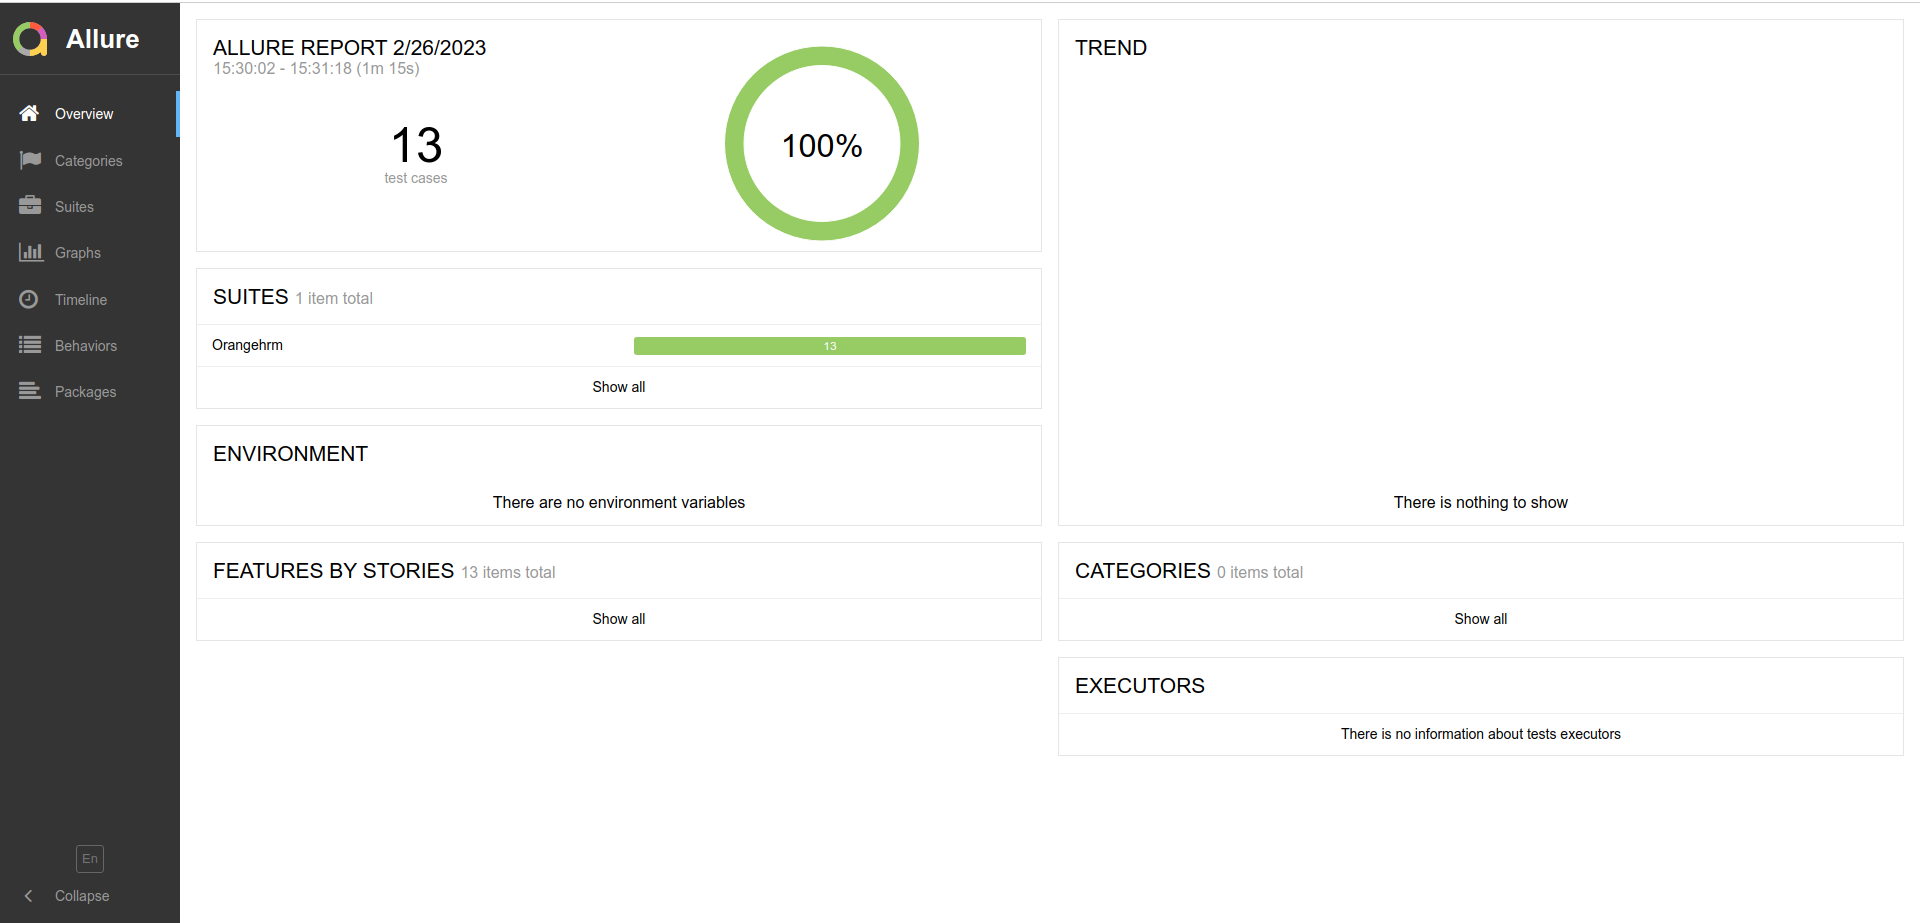 Allure
Overview
Categories
Suites
Graphs
Timeline
Behaviors
Packages
En
Collapse
ALLURE REPORT 2/26/2023
15:30:02 - 15:31:18 (1m 15s)
13
test cases
100%
SUITES 1 item total
Orangehrm 13
Show all
ENVIRONMENT
There are no environment variables
FEATURES BY STORIES 13 items total
Show all
TREND
There is nothing to show
CATEGORIES 0 items total
Show all
EXECUTORS
There is no information about tests executors